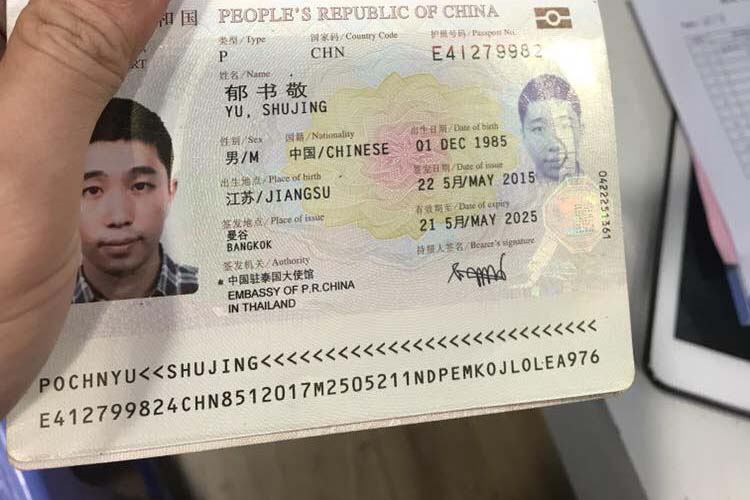 和国 PEOPLE'S REPUBLIC OF CHINA
类型/Type 国家码/Country Code 护照号码/Passport No.
P CHN E41279982
姓名/Name
郁书敬
YU, SHUJING
性别/Sex 国籍/Nationality 出生日期/Date of birth
男/M 中国/CHINESE 01 DEC 1985
出生地点/Place of birth 签发日期/Date of issue
江苏/JIANGSU 22 5月/MAY 2015
签发地点/Place of issue 有效期至/Date of expiry
曼谷 21 5月/MAY 2025
BANGKOK
签发机关/Authority 持照人签名/Bearer's signature
中国驻泰国大使馆
EMBASSY OF P.R.CHINA
IN THAILAND
POCHNYU<<SHUJING<<<<<<<<<<<<<<<<<<<<<<<<<<<<
E412799824CHN8512017M2505211NDPEMKOJLOLEA976